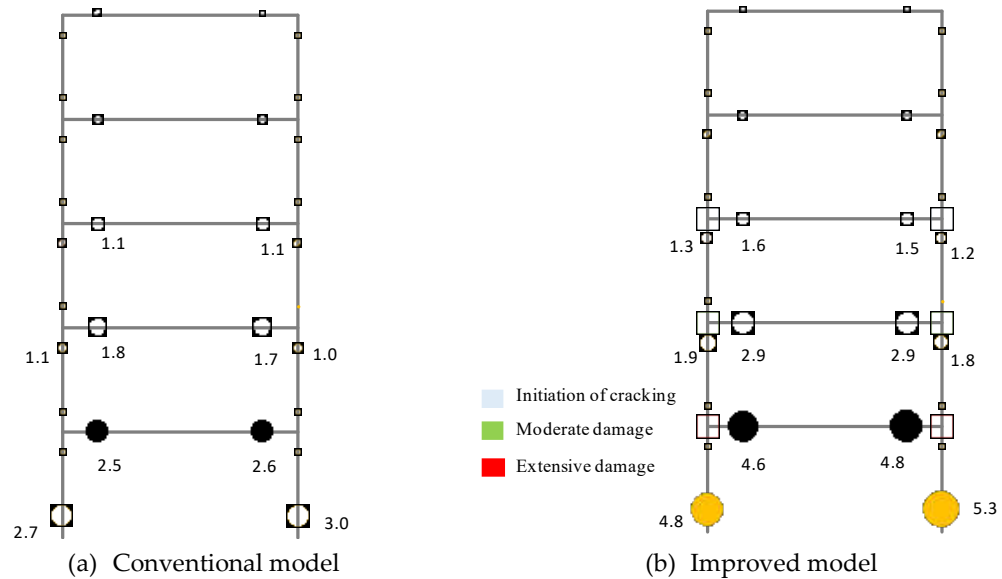 1.1 1.1
1.1 1.8 1.7 1.0
2.5 2.6
2.7 3.0
(a) Conventional model
1.3 1.6 1.5 1.2
1.9 2.9 2.9 1.8
Initiation of cracking
Moderate damage
Extensive damage
4.6 4.8
4.8 5.3
(b) Improved model